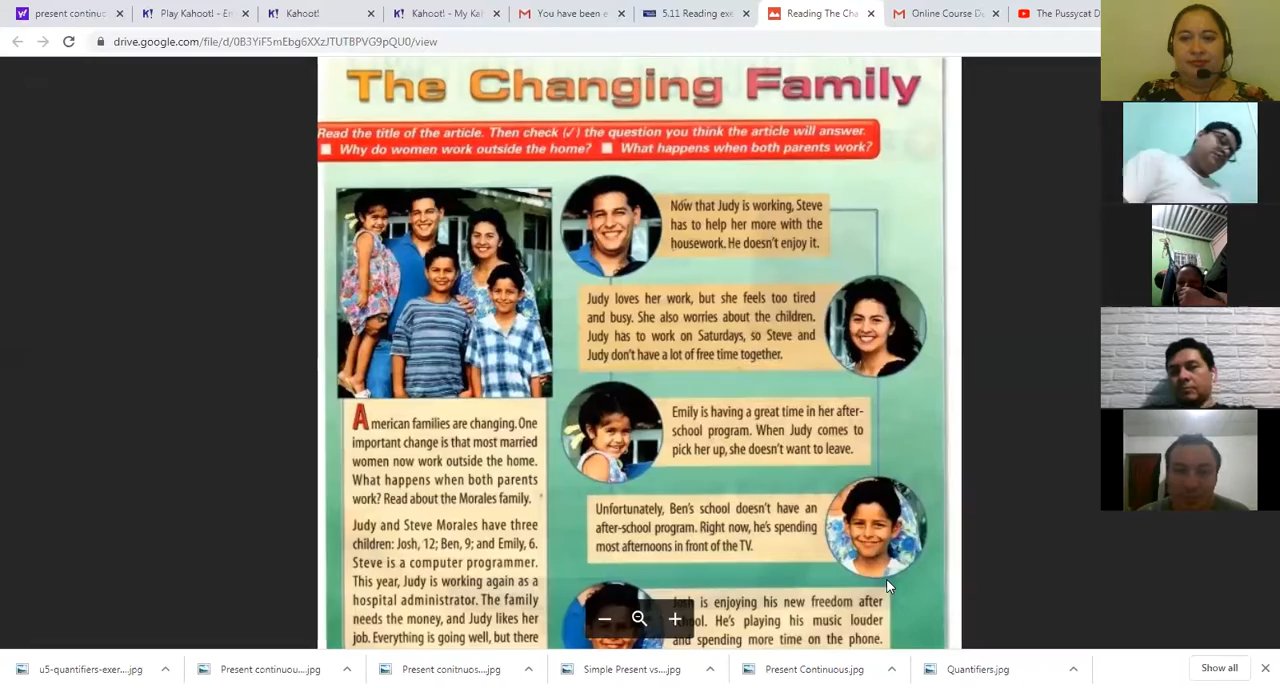 present continuo
Play Kahoot! - En
Kahoot!
Kahoot! - My Kah
You have been e
5.11 Reading exe
Reading The Cha
Online Course De
The Pussycat D
drive.google.com/file/d/0B3YiF5mEbg6XXzJTUTBPVG9pQU0/view
The Changing Family
Read the title of the article. Then check (✓) the question you think the article will answer.
Why do women work outside the home? What happens when both parents work?
Now that Judy is working, Steve
has to help her more with the
housework. He doesn't enjoy it.
Judy loves her work, but she feels too tired
and busy. She also worries about the children.
Judy has to work on Saturdays, so Steve and
Judy don't have a lot of free time together.
Emily is having a great time in her after-
school program. When Judy comes to
pick her up, she doesn't want to leave.
Unfortunately, Ben's school doesn't have an
after-school program. Right now, he's spending
most afternoons in front of the TV.
Josh is enjoying his new freedom after
school. He's playing his music louder
and spending more time on the phone.
American families are changing. One
important change is that most married
women now work outside the home.
What happens when both parents
work? Read about the Morales family.
Judy and Steve Morales have three
children: Josh, 12; Ben, 9; and Emily, 6.
Steve is a computer programmer.
This year, Judy is working again as a
hospital administrator. The family
needs the money, and Judy likes her
job. Everything is going well, but there
u5-quantifiers-exer....jpg
Present continuou....jpg
Present continuos....jpg
Simple Present vs....jpg
Present Continuous.jpg
Quantifiers.jpg
Show all